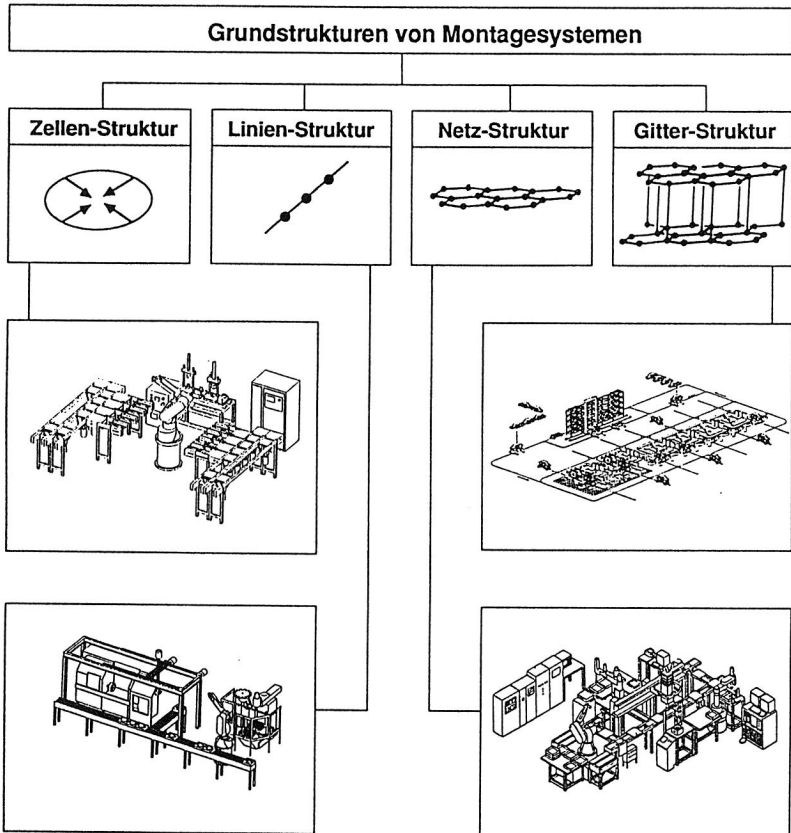 Grundstrukturen von Montagesystemen
Zellen-Struktur
Linien-Struktur
Netz-Struktur
Gitter-Struktur